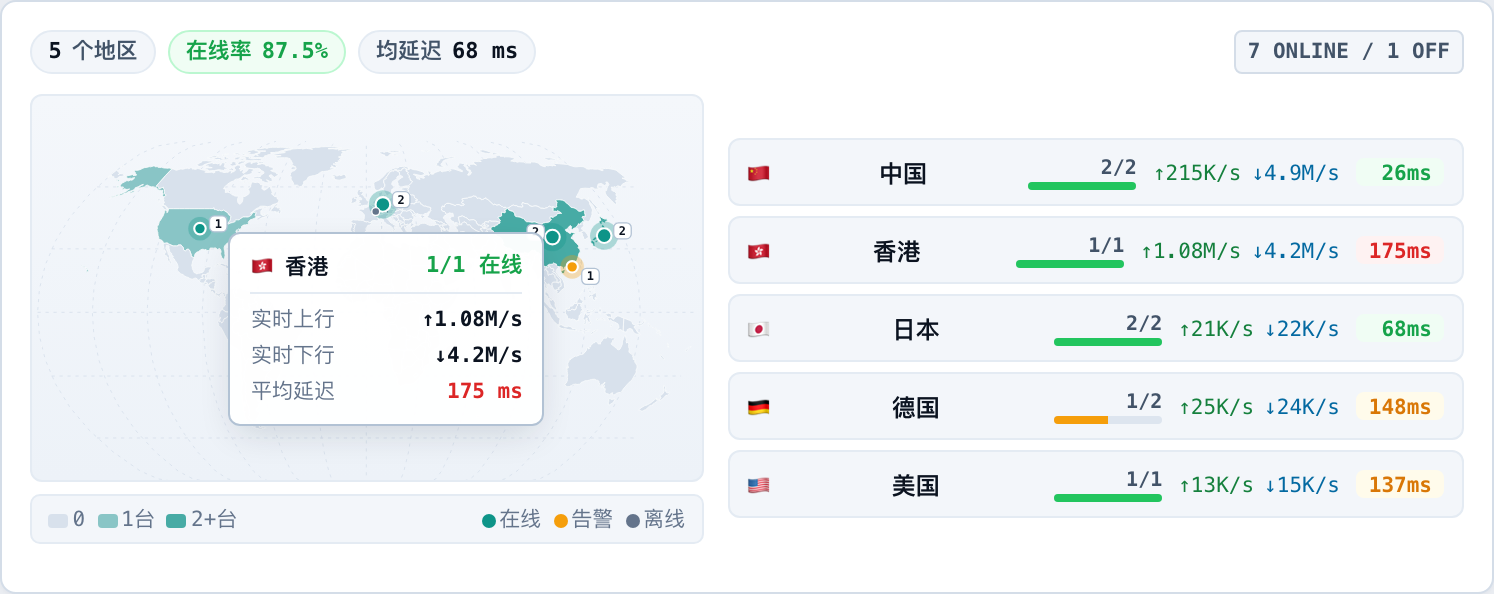 5 个地区
在线率 87.5%
均延迟 68 ms
7 ONLINE / 1 OFF
1
2
2
2
1
香港 1/1 在线
实时上行 ↑1.08M/s
实时下行 ↓4.2M/s
平均延迟 175 ms
0 1台 2+台
在线 告警 离线
中国 2/2 ↑215K/s ↓4.9M/s 26ms
香港 1/1 ↑1.08M/s ↓4.2M/s 175ms
日本 2/2 ↑21K/s ↓22K/s 68ms
德国 1/2 ↑25K/s ↓24K/s 148ms
美国 1/1 ↑13K/s ↓15K/s 137ms